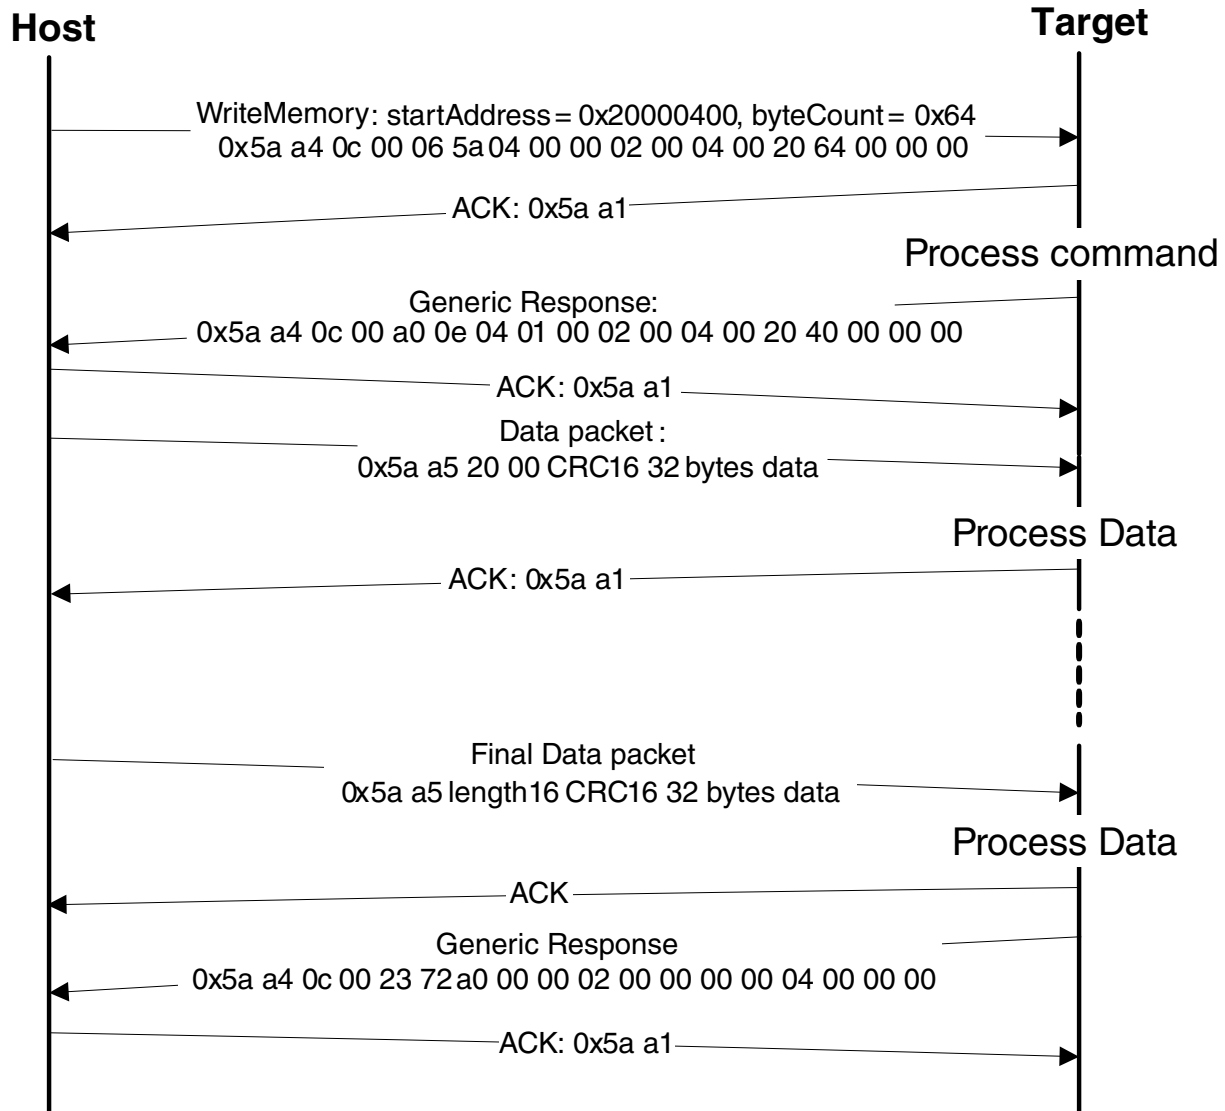 Host
Target
WriteMemory: startAddress = 0x20000400, byteCount = 0x64
0x5a a4 0c 00 06 5a 04 00 00 02 00 04 00 20 64 00 00 00
ACK: 0x5a a1
Process command
Generic Response:
0x5a a4 0c 00 a0 0e 04 01 00 02 00 04 00 20 40 00 00 00
ACK: 0x5a a1
Data packet :
0x5a a5 20 00 CRC16 32 bytes data
Process Data
ACK: 0x5a a1
Final Data packet
0x5a a5 length16 CRC16 32 bytes data
Process Data
ACK
Generic Response
0x5a a4 0c 00 23 72 a0 00 00 02 00 00 00 00 04 00 00 00
ACK: 0x5a a1